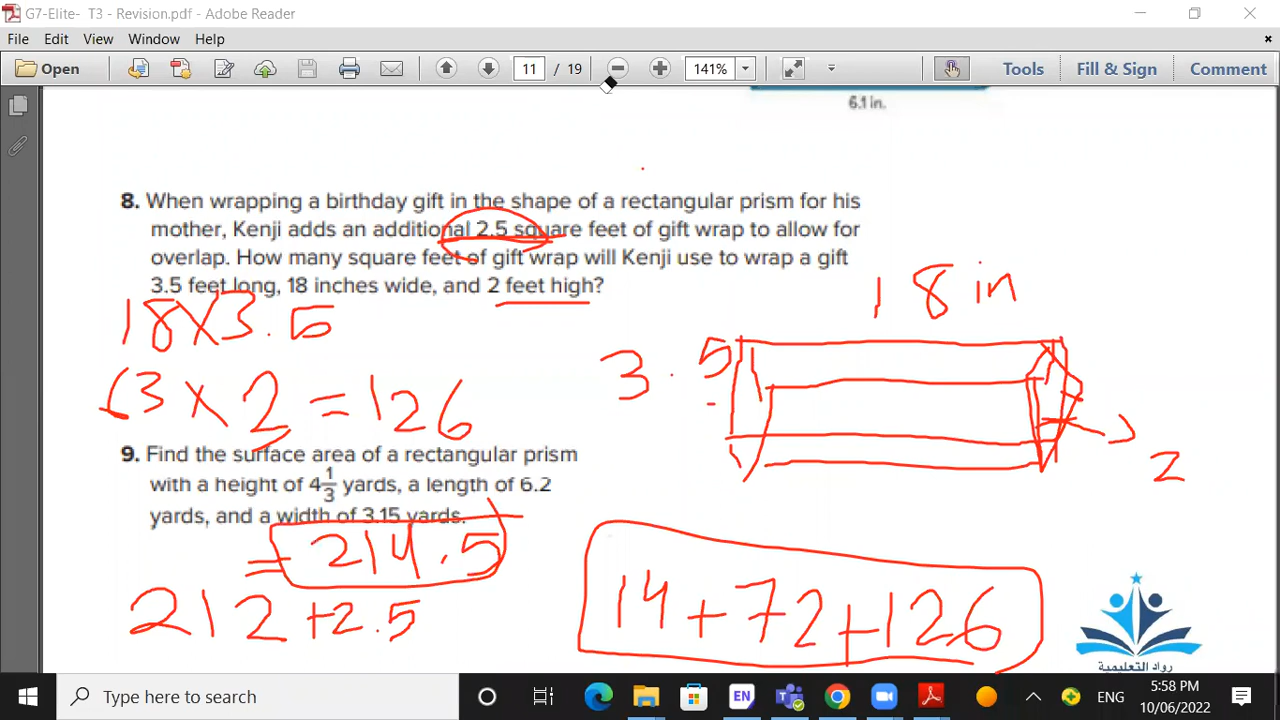 G7-Elite- T3 - Revision.pdf - Adobe Reader
File Edit View Window Help
Open 11 / 19 141% Tools Fill & Sign Comment
6.1 in.
8. When wrapping a birthday gift in the shape of a rectangular prism for his
mother, Kenji adds an additional 2.5 square feet of gift wrap to allow for
overlap. How many square feet of gift wrap will Kenji use to wrap a gift
3.5 feet long, 18 inches wide, and 2 feet high?
18 in
18X3.5
3.5
63 x 2 = 126
2
9. Find the surface area of a rectangular prism
with a height of 4 1/3 yards, a length of 6.2
yards, and a width of 3.15 yards.
= 214.5
212 +2.5
14+72+126
رواد التعليمية
Type here to search
EN
ENG
5:58 PM
10/06/2022